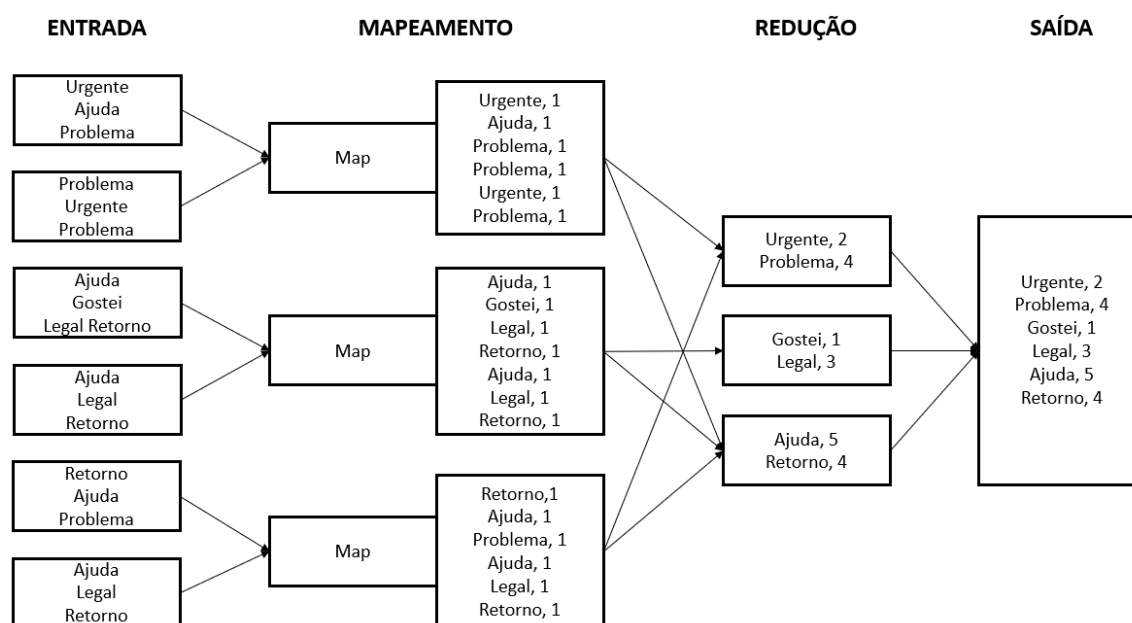 ENTRADA
MAPEAMENTO
REDUÇÃO
SAÍDA
Urgente
Ajuda
Problema
Problema
Urgente
Problema
Ajuda
Gostei
Legal Retorno
Ajuda
Legal
Retorno
Retorno
Ajuda
Problema
Ajuda
Legal
Retorno
Map
Map
Map
Urgente, 1
Ajuda, 1
Problema, 1
Problema, 1
Urgente, 1
Problema, 1
Ajuda, 1
Gostei, 1
Legal, 1
Retorno, 1
Ajuda, 1
Legal, 1
Retorno, 1
Retorno,1
Ajuda, 1
Problema, 1
Ajuda, 1
Legal, 1
Retorno, 1
Urgente, 2
Problema, 4
Gostei, 1
Legal, 3
Ajuda, 5
Retorno, 4
Urgente, 2
Problema, 4
Gostei, 1
Legal, 3
Ajuda, 5
Retorno, 4